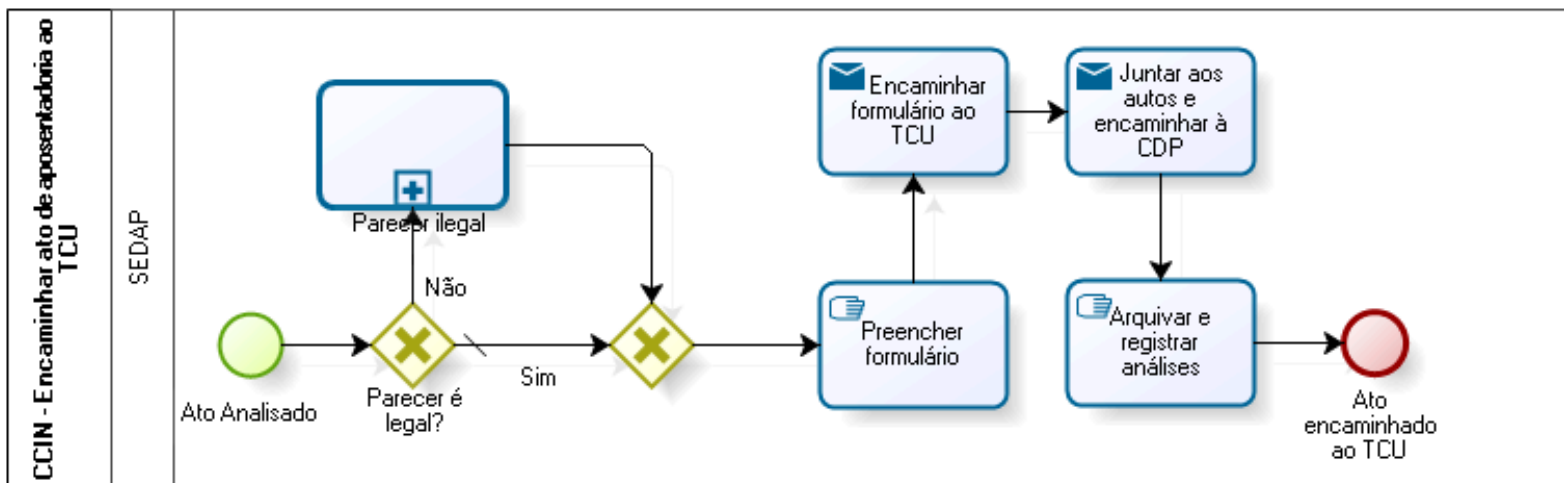 CCIN - Encaminhar ato de aposentadoria ao
TCU
SEDAP
Ato Analisado
Parecer é
legal?
Não
Sim
Parecer ilegal
Preencher
formulário
Encaminhar
formulário ao
TCU
Juntar aos
autos e
encaminhar à
CDP
Arquivar e
registrar
análises
Ato
encaminhado
ao TCU